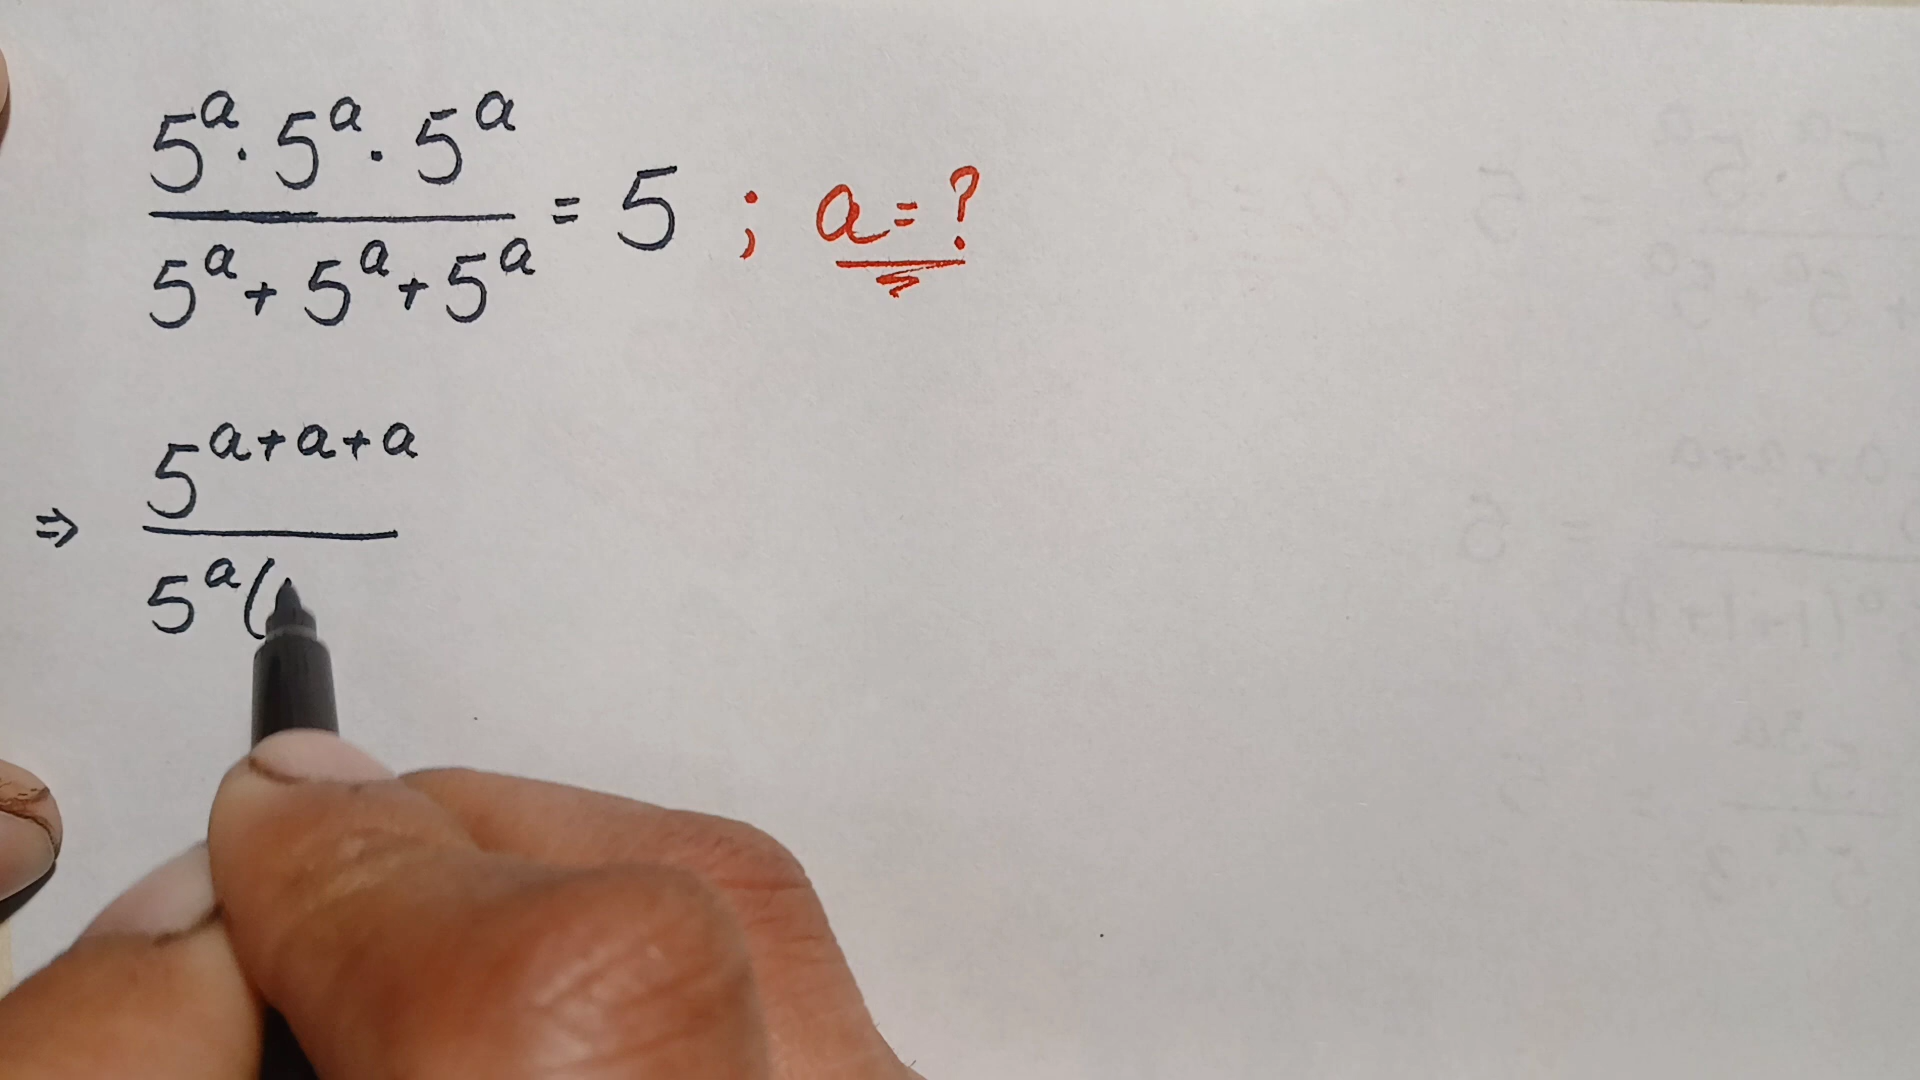 5^a · 5^a · 5^a
5^a + 5^a + 5^a = 5 ; a = ?
⇒ 5^(a+a+a)
5^a (